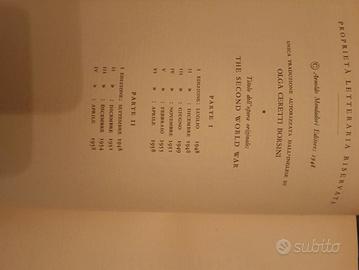 PROPRIETÀ LETTERARIA RISERVATA
© Arnoldo Mondadori Editore: 1948
UNICA TRADUZIONE AUTORIZZATA DALL'INGLESE DI
OLGA CERETTI BORSINI
*
Titolo dell'opera originale:
THE SECOND WORLD WAR
PARTE I
I EDIZIONE: LUGLIO 1948
II » : DICEMBRE 1948
III » : GIUGNO 1949
IV » : NOVEMBRE 1951
V » : FEBBRAIO 1955
VI » : APRILE 1958
PARTE II
I EDIZIONE: SETTEMBRE 1948
II » : DICEMBRE 1951
III » : DICEMBRE 1954
IV » : APRILE 1958
subito